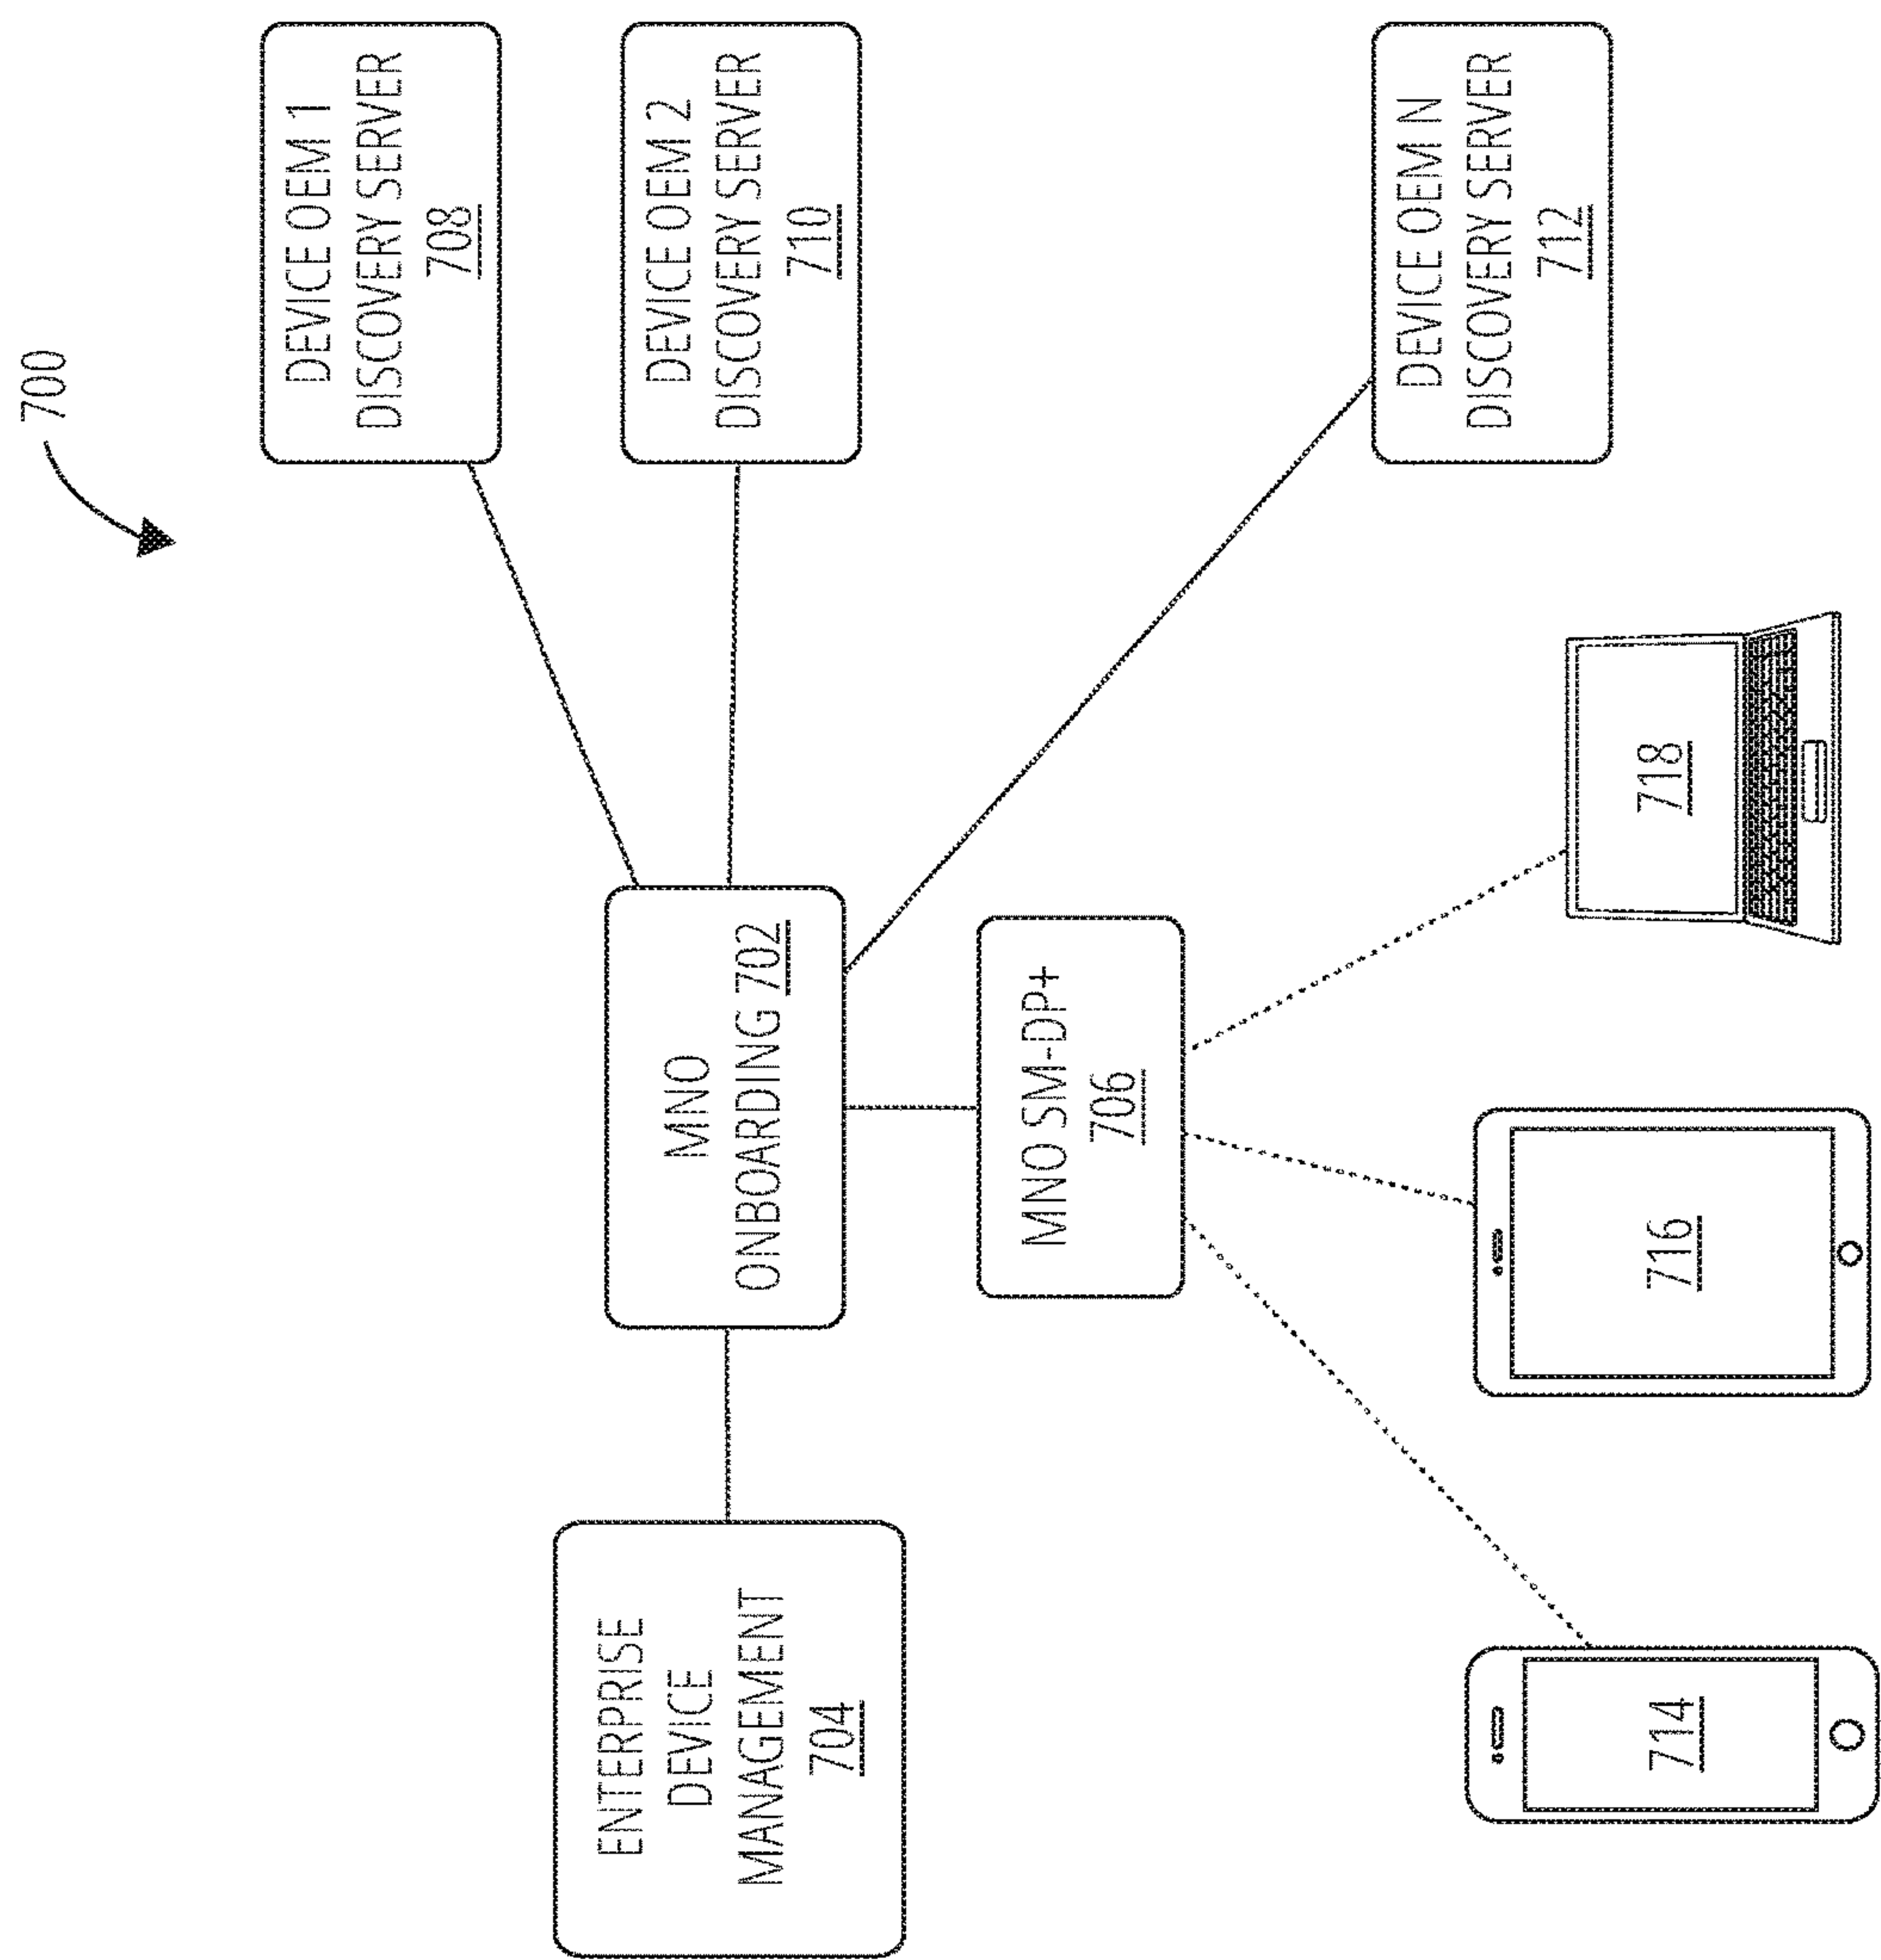 700
DEVICE OEM 1
DISCOVERY SERVER
708
DEVICE OEM 2
DISCOVERY SERVER
710
DEVICE OEM N
DISCOVERY SERVER
712
MNO
ONBOARDING 702
MNO SM-DP+
706
ENTERPRISE
DEVICE
MANAGEMENT
704
714
716
718